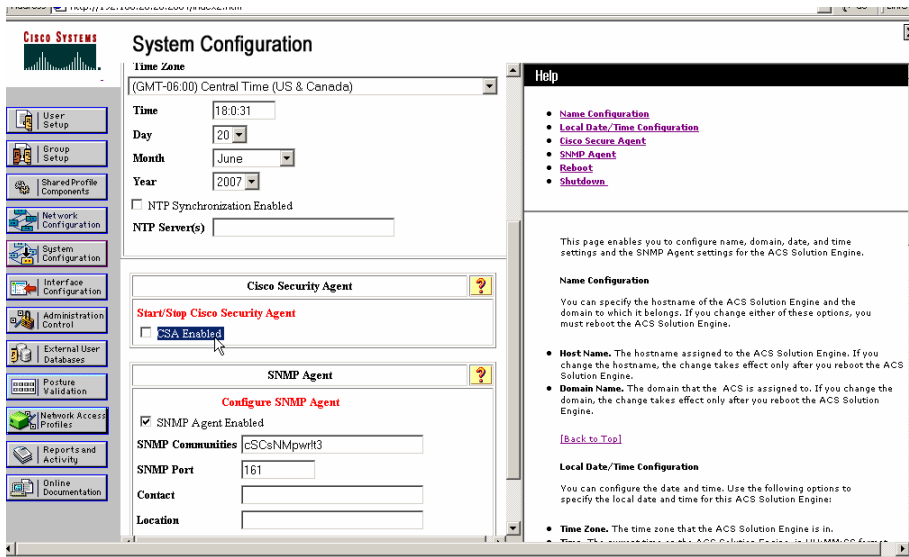 CISCO SYSTEMS
System Configuration
User
Setup
Group
Setup
Shared Profile
Components
Network
Configuration
System
Configuration
Interface
Configuration
Administration
Control
External User
Databases
Posture
Validation
Network Access
Profiles
Reports and
Activity
Online
Documentation
Time Zone
(GMT-06:00) Central Time (US & Canada)
Time 18:0:31
Day 20
Month June
Year 2007
NTP Synchronization Enabled
NTP Server(s)
Cisco Security Agent ?
Start/Stop Cisco Security Agent
CSA Enabled
SNMP Agent ?
Configure SNMP Agent
SNMP Agent Enabled
SNMP Communities cSCsNMpwrlt3
SNMP Port 161
Contact
Location
Help
Name Configuration
Local Date/Time Configuration
Cisco Secure Agent
SNMP Agent
Reboot
Shutdown
This page enables you to configure name, domain, date, and time
settings and the SNMP Agent settings for the ACS Solution Engine.
Name Configuration
You can specify the hostname of the ACS Solution Engine and the
domain to which it belongs. If you change either of these options, you
must reboot the ACS Solution Engine.
Host Name. The hostname assigned to the ACS Solution Engine. If you
change the hostname, the change takes effect only after you reboot the ACS
Solution Engine.
Domain Name. The domain that the ACS is assigned to. If you change the
domain, the change takes effect only after you reboot the ACS Solution
Engine.
[Back to Top]
Local Date/Time Configuration
You can configure the date and time. Use the following options to
specify the local date and time for this ACS Solution Engine:
Time Zone. The time zone that the ACS Solution Engine is in.